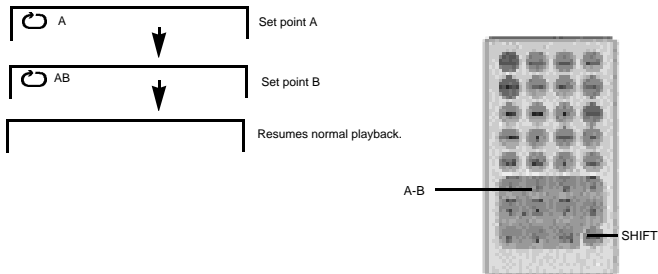 A
Set point A
AB
Set point B
Resumes normal playback.
A-B
SHIFT